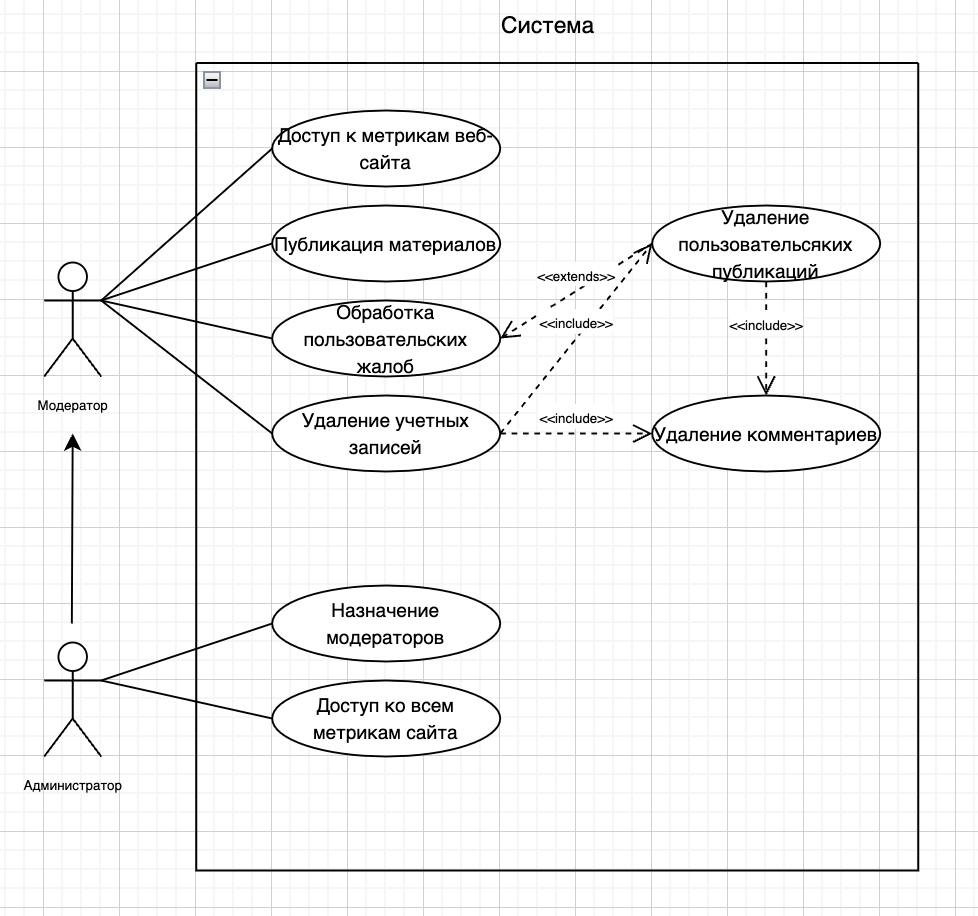 Система
Доступ к метрикам веб-
сайта
Публикация материалов
Обработка
пользовательских
жалоб
Удаление учетных
записей
<<extends>>
<<include>>
<<include>>
Удаление
пользовательсяких
публикаций
<<include>>
Удаление комментариев
Модератор
Назначение
модераторов
Доступ ко всем
метрикам сайта
Администратор